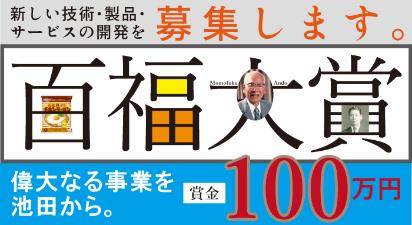 新しい技術・製品・
サービスの開発を
募集します。
百福大賞
Momofuku Ando
偉大なる事業を
池田から。
賞金
100万円